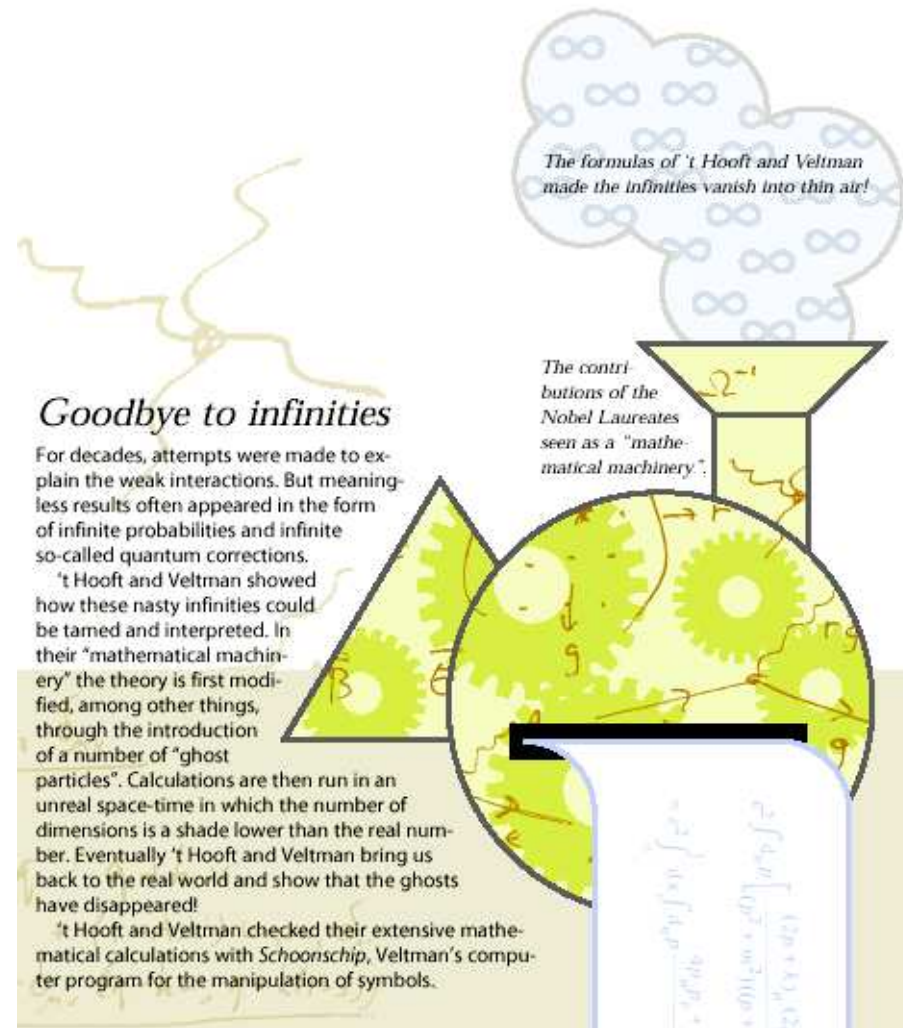 The formulas of 't Hooft and Veltman
made the infinities vanish into thin air!
The contri-
butions of the
Nobel Laureates
seen as a "mathe-
matical machinery".
Goodbye to infinities
For decades, attempts were made to ex-
plain the weak interactions. But meaning-
less results often appeared in the form
of infinite probabilities and infinite
so-called quantum corrections.
't Hooft and Veltman showed
how these nasty infinities could
be tamed and interpreted. In
their "mathematical machin-
ery" the theory is first modi-
fied, among other things,
through the introduction
of a number of "ghost
particles". Calculations are then run in an
unreal space-time in which the number of
dimensions is a shade lower than the real num-
ber. Eventually 't Hooft and Veltman bring us
back to the real world and show that the ghosts
have disappeared!
't Hooft and Veltman checked their extensive mathe-
matical calculations with Schoonschip, Veltman's compu-
ter program for the manipulation of symbols.